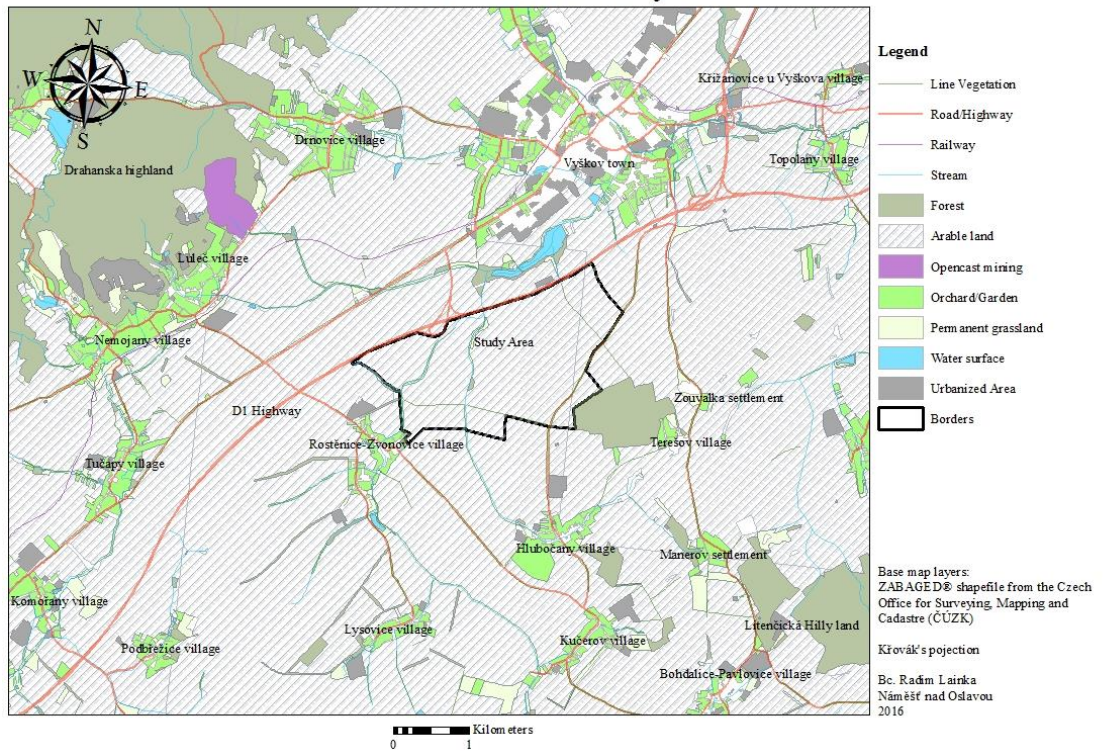 N
W
E
S
Drahanska highland
Drnovice village
Vyškov town
Křižanovice u Vyškova village
Topolany village
Luleč village
Nemojany village
Study Area
D1 Highway
Zouvalka settlement
Terešov village
Rostěnice-Zvonovice village
Tučapy village
Hlubočany village
Manerov settlement
Komořany village
Podbřežice village
Lysovice village
Kučerov village
Litenčická Hilly land
Bohdalice-Pavlovice village
Kilometers
0 1
Legend
Line Vegetation
Road/Highway
Railway
Stream
Forest
Arable land
Opencast mining
Orchard/Garden
Permanent grassland
Water surface
Urbanized Area
Borders
Base map layers:
ZABAGED® shapefile from the Czech
Office for Surveying, Mapping and
Cadastre (ČÚZK)
Křovák's pojection
Bc. Radim Lainka
Náměšť nad Oslavou
2016